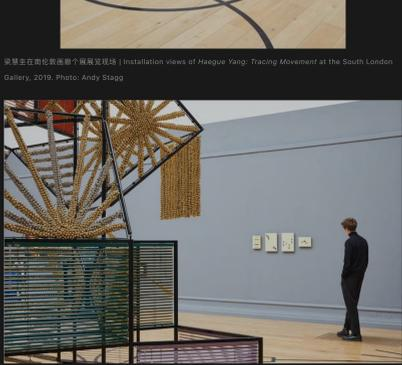 梁慧圭在南伦敦画廊个展展览现场 | Installation views of Haegue Yang: Tracing Movement at the South London
Gallery, 2019. Photo: Andy Stagg